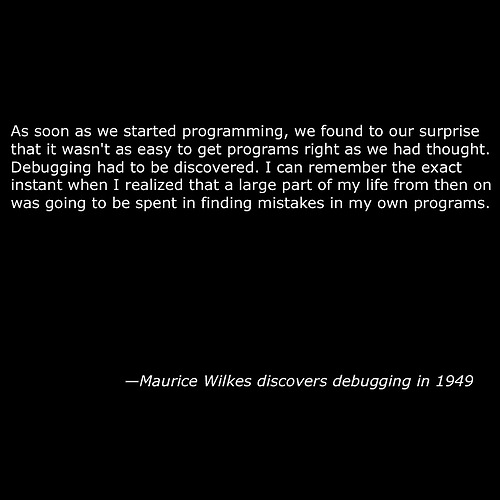 As soon as we started programming, we found to our surprise
that it wasn't as easy to get programs right as we had thought.
Debugging had to be discovered. I can remember the exact
instant when I realized that a large part of my life from then on
was going to be spent in finding mistakes in my own programs.
—Maurice Wilkes discovers debugging in 1949